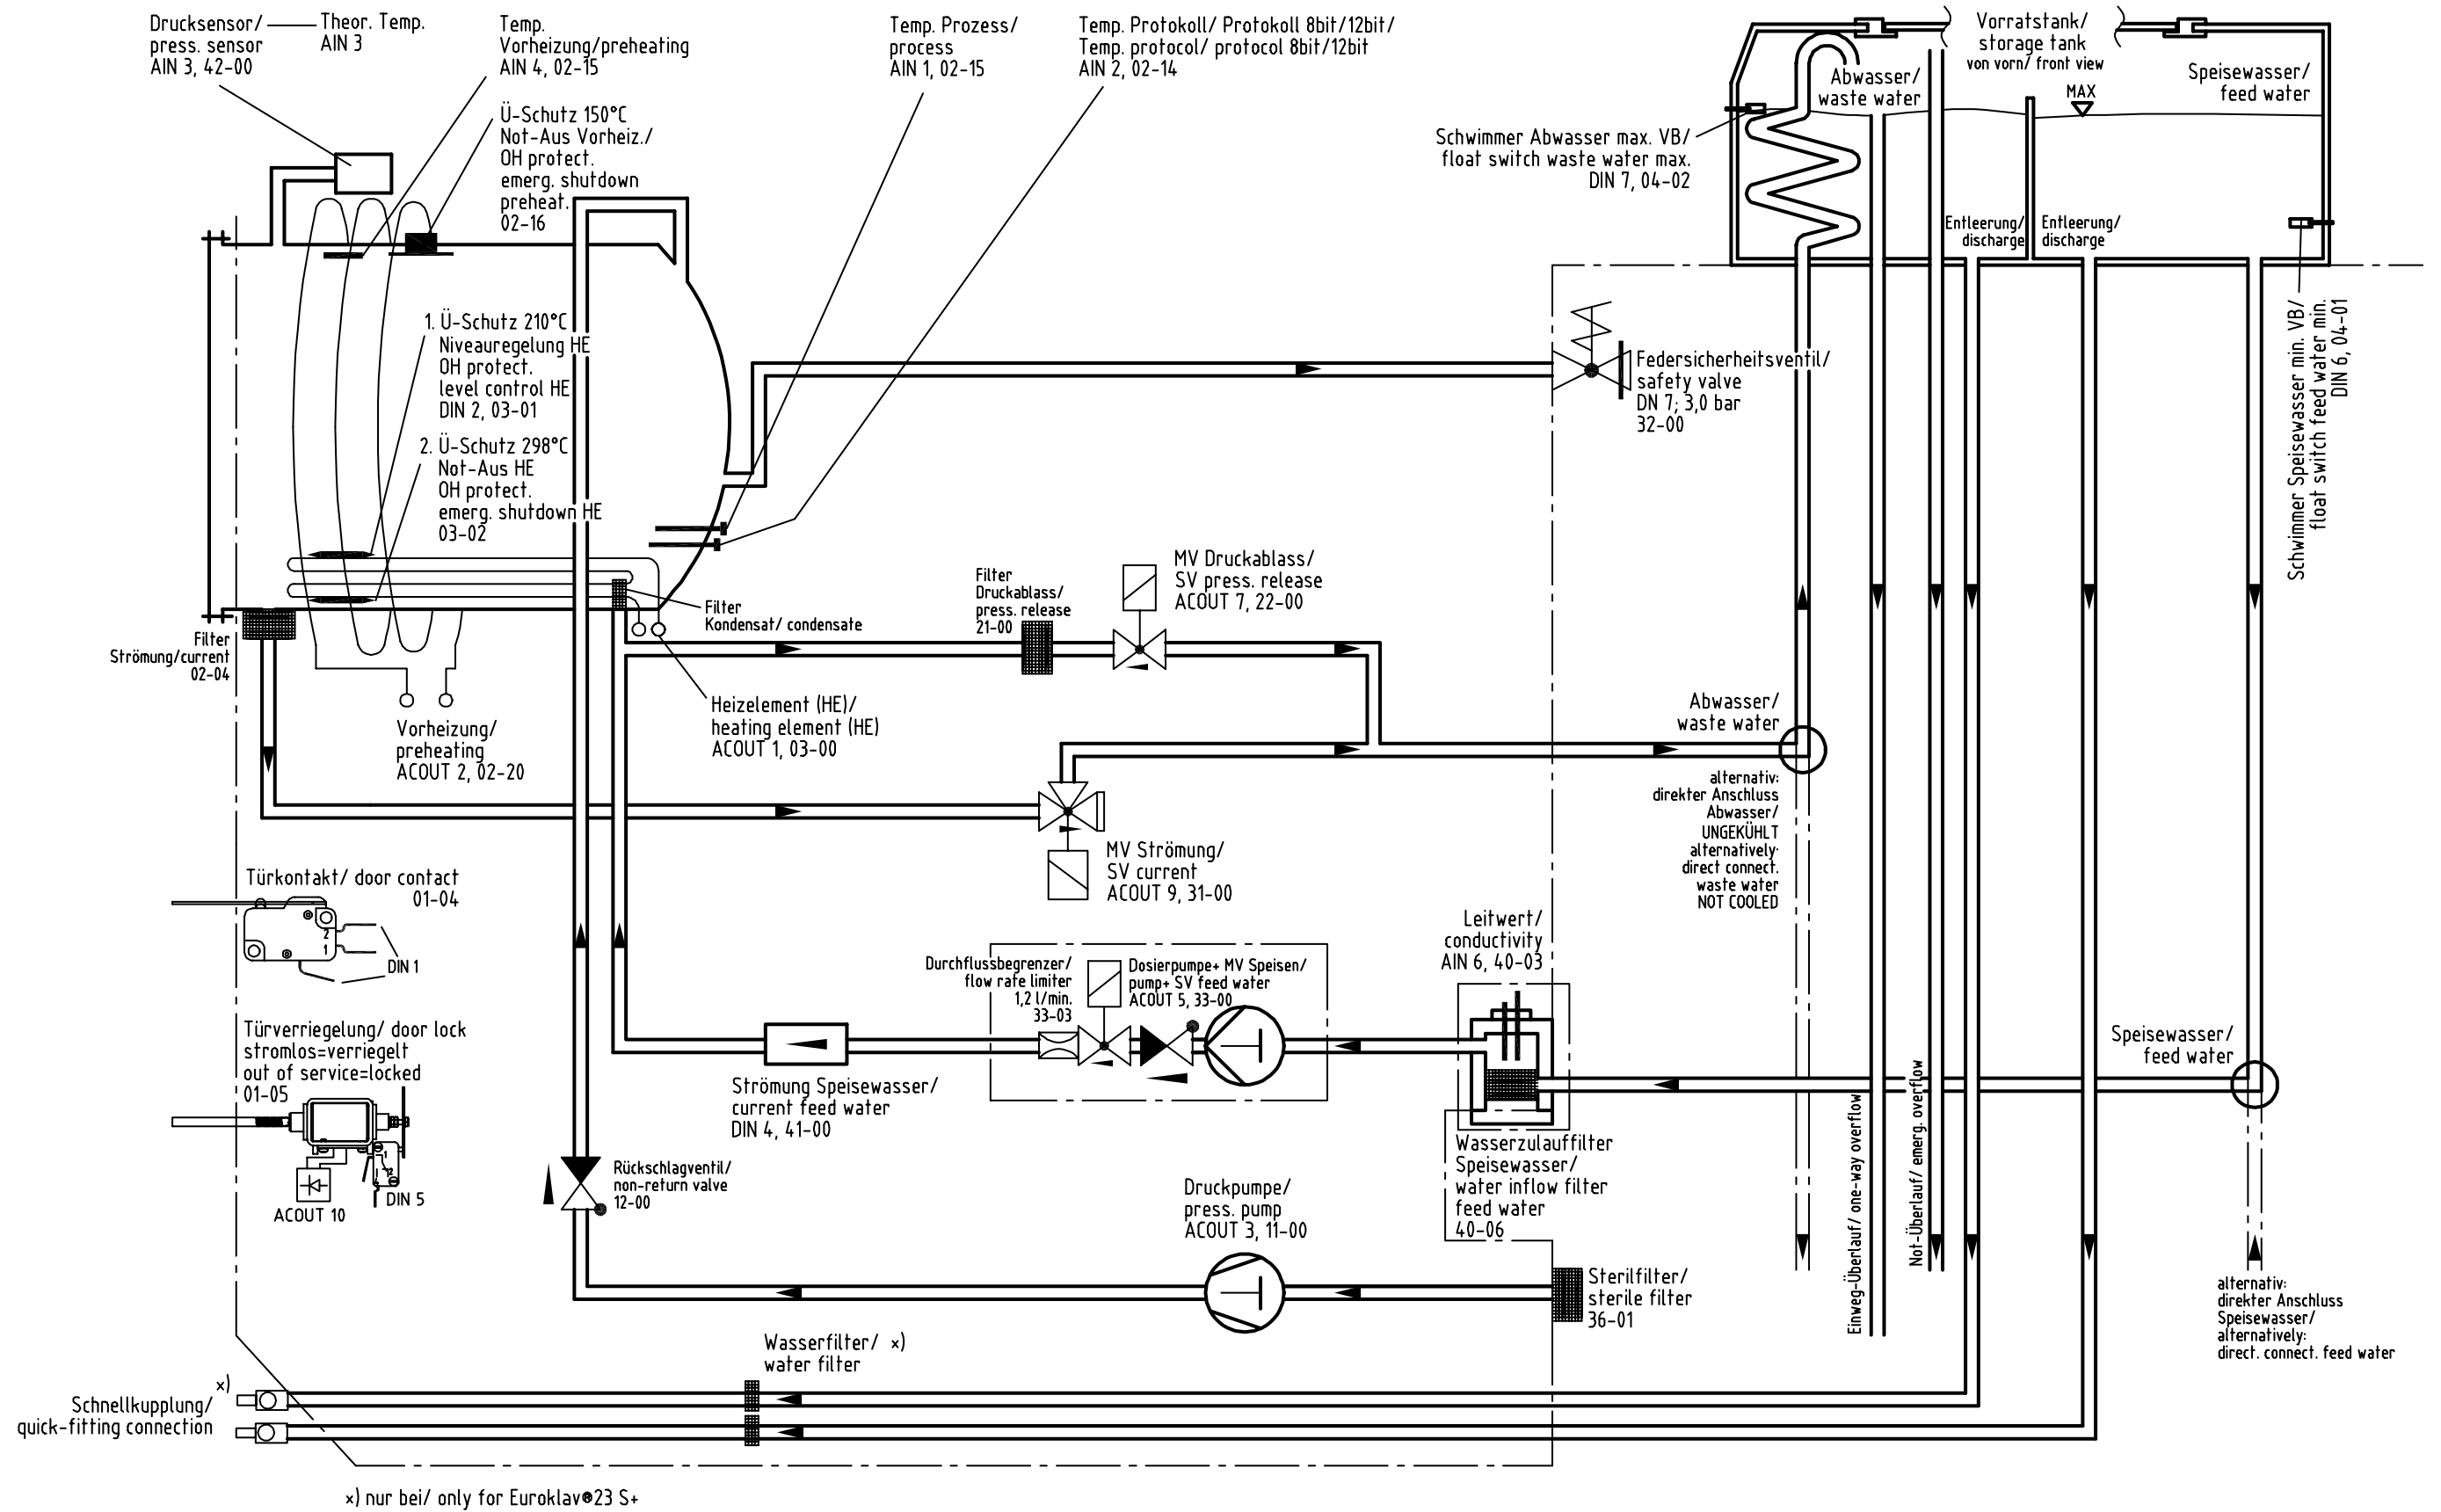 Drucksensor/
press. sensor
AIN 3, 42-00
Theor. Temp.
AIN 3
Temp.
Vorheizung/preheating
AIN 4, 02-15
Ü-Schutz 150°C
Not-Aus Vorheiz./
OH protect.
emerg. shutdown
preheat.
02-16
Temp. Prozess/
process
AIN 1, 02-15
Temp. Protokoll/ Protokoll 8bit/12bit/
Temp. protocol/ protocol 8bit/12bit
AIN 2, 02-14
Vorratstank/
storage tank
von vorn/ front view
MAX
Abwasser/
waste water
Speisewasser/
feed water
Schwimmer Abwasser max. VB/
float switch waste water max.
DIN 7, 04-02
Entleerung/
discharge
Entleerung/
discharge
Schwimmer Speisewasser min. VB/
float switch feed water min.
DIN 6, 04-01
1. Ü-Schutz 210°C
Niveauregelung HE
OH protect.
level control HE
DIN 2, 03-01
2. Ü-Schutz 298°C
Not-Aus HE
OH protect.
emerg. shutdown HE
03-02
Federsicherheitsventil/
safety valve
DN 7; 3,0 bar
32-00
Filter
Strömung/current
02-04
Filter
Kondensat/ condensate
Filter
Druckablass/
press. release
21-00
MV Druckablass/
SV press. release
ACOUT 7, 22-00
Vorheizung/
preheating
ACOUT 2, 02-20
Heizelement (HE)/
heating element (HE)
ACOUT 1, 03-00
Abwasser/
waste water
alternativ:
direkter Anschluss
Abwasser/
UNGEKÜHLT
alternatively:
direct connect.
waste water
NOT COOLED
MV Strömung/
SV current
ACOUT 9, 31-00
Türkontakt/ door contact
01-04
2
1
DIN 1
Türverriegelung/ door lock
stromlos=verriegelt
out of service=locked
01-05
1
2
4
DIN 5
ACOUT 10
Durchflussbegrenzer/
flow rate limiter
1,2 l/min.
33-03
Dosierpumpe+ MV Speisen/
pump+ SV feed water
ACOUT 5, 33-00
Leitwert/
conductivity
AIN 6, 40-03
Strömung Speisewasser/
current feed water
DIN 4, 41-00
Wasserzulauffilter
Speisewasser/
water inflow filter
feed water
40-06
Speisewasser/
feed water
Einweg-Überlauf/ one-way overflow
Not-Überlauf/ emerg. overflow
Rückschlagventil/
non-return valve
12-00
Druckpumpe/
press. pump
ACOUT 3, 11-00
Sterilfilter/
sterile filter
36-01
alternativ:
direkter Anschluss
Speisewasser/
alternatively:
direct. connect. feed water
Wasserfilter/ x)
water filter
x)
Schnellkupplung/
quick-fitting connection
x) nur bei/ only for Euroklav®23 S+